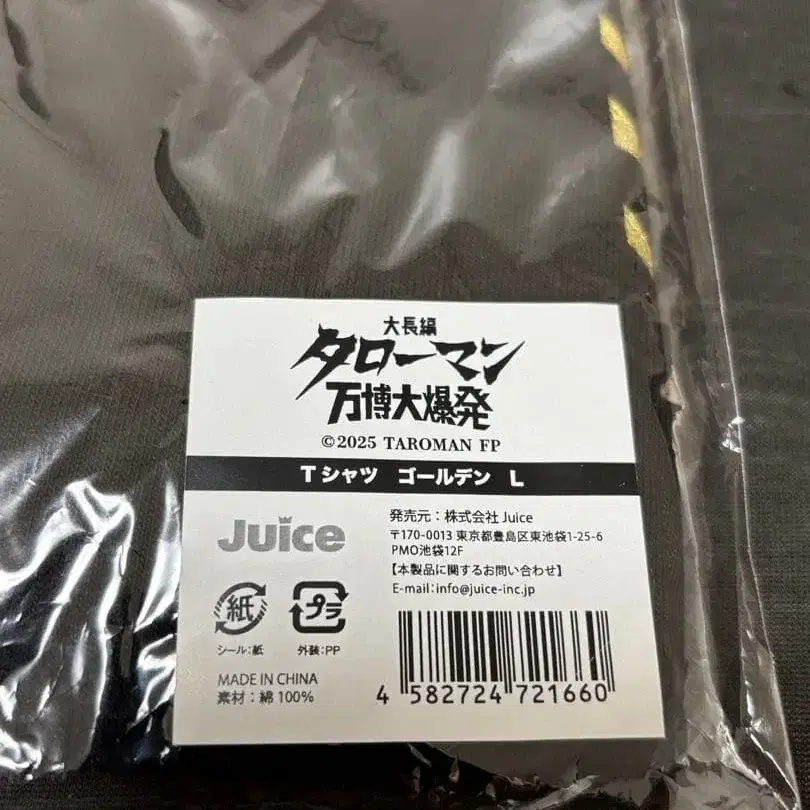 大長編
タローマン
万博大爆発
©2025 TAROMAN FP
Tシャツ ゴールデン L
Juice
発売元：株式会社 Juice
〒170-0013 東京都豊島区東池袋1-25-6
PMO池袋12F
【本製品に関するお問い合わせ】
E-mail：info@juice-inc.jp
紙
プラ
シール：紙
外装：PP
MADE IN CHINA
素材：綿 100%
4 582724 721660